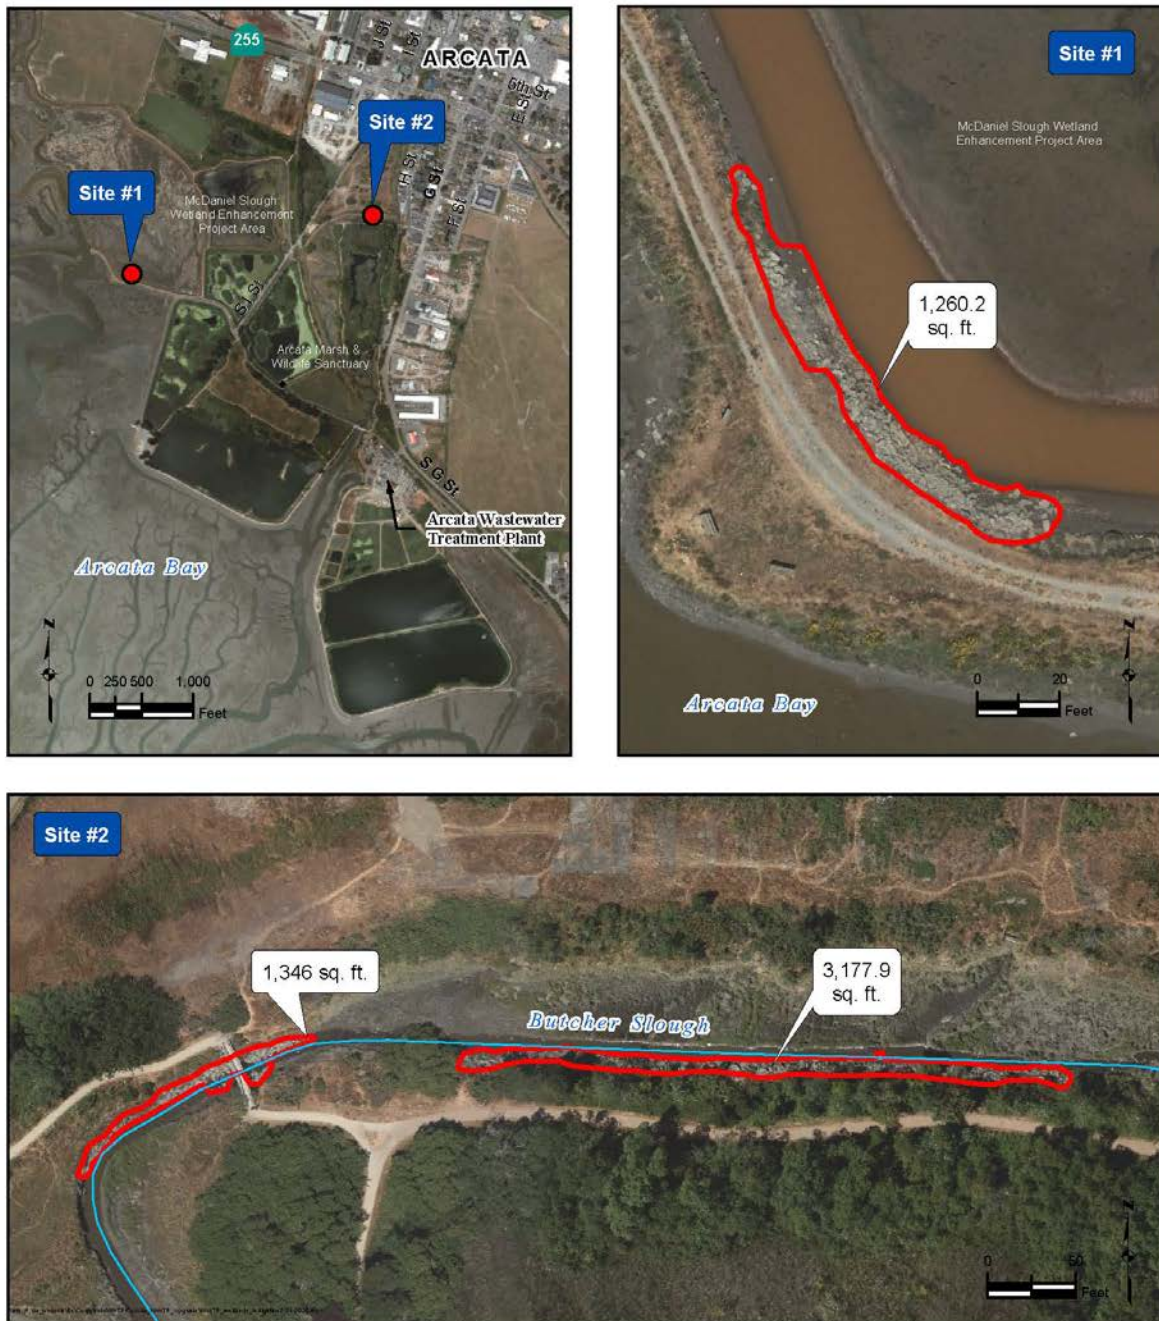 255
ARCATA
J St
I St
5th St
E St
Site #2
H St
G St
F St
Site #1
McDaniel Slough
Wetland Enhancement
Project Area
S I St
Arcata Marsh &
Wildlife Sanctuary
S G St
Arcata Wastewater
Treatment Plant
Arcata Bay
N
0 250 500 1,000
Feet
Site #1
McDaniel Slough Wetland
Enhancement Project Area
1,260.2
sq. ft.
Arcata Bay
N
0 20
Feet
Site #2
1,346 sq. ft.
3,177.9
sq. ft.
Butcher Slough
N
0 50
Feet